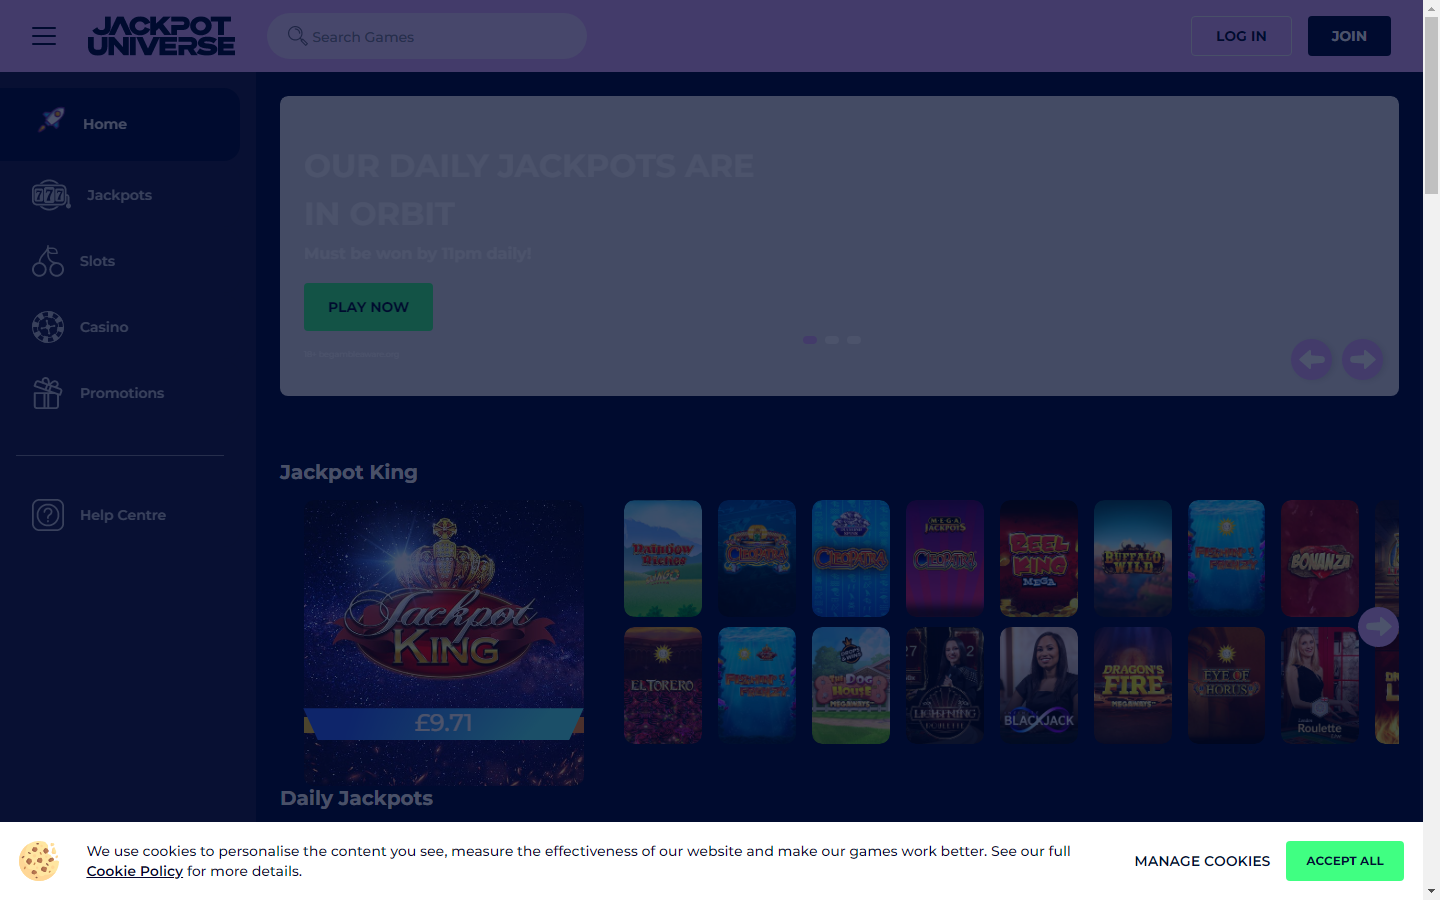 JACKPOT
UNIVERSE
Search Games
LOG IN
JOIN
Home
Jackpots
Slots
Casino
Promotions
Help Centre
OUR DAILY JACKPOTS ARE
IN ORBIT
Must be won by 11pm daily!
PLAY NOW
Jackpot King
Jackpot
KING
£9.71
Rainbow
Riches
CLEOPATRA
CLEOPATRA
MEGA
JACKPOTS
CLEOPATRA
REEL
KING
MEGA
BUFFALO
WILD
FISHIN'
FRENZY
BONANZA
EL TORERO
FISHIN'
FRENZY
THE DOG
HOUSE
MEGAWAYS
LIGHTNING
ROULETTE
BLACKJACK
DRAGON'S
FIRE
MEGAWAYS
EYE OF
HORUS
Roulette
Daily Jackpots
We use cookies to personalise the content you see, measure the effectiveness of our website and make our games work better. See our full
Cookie Policy for more details.
MANAGE COOKIES
ACCEPT ALL